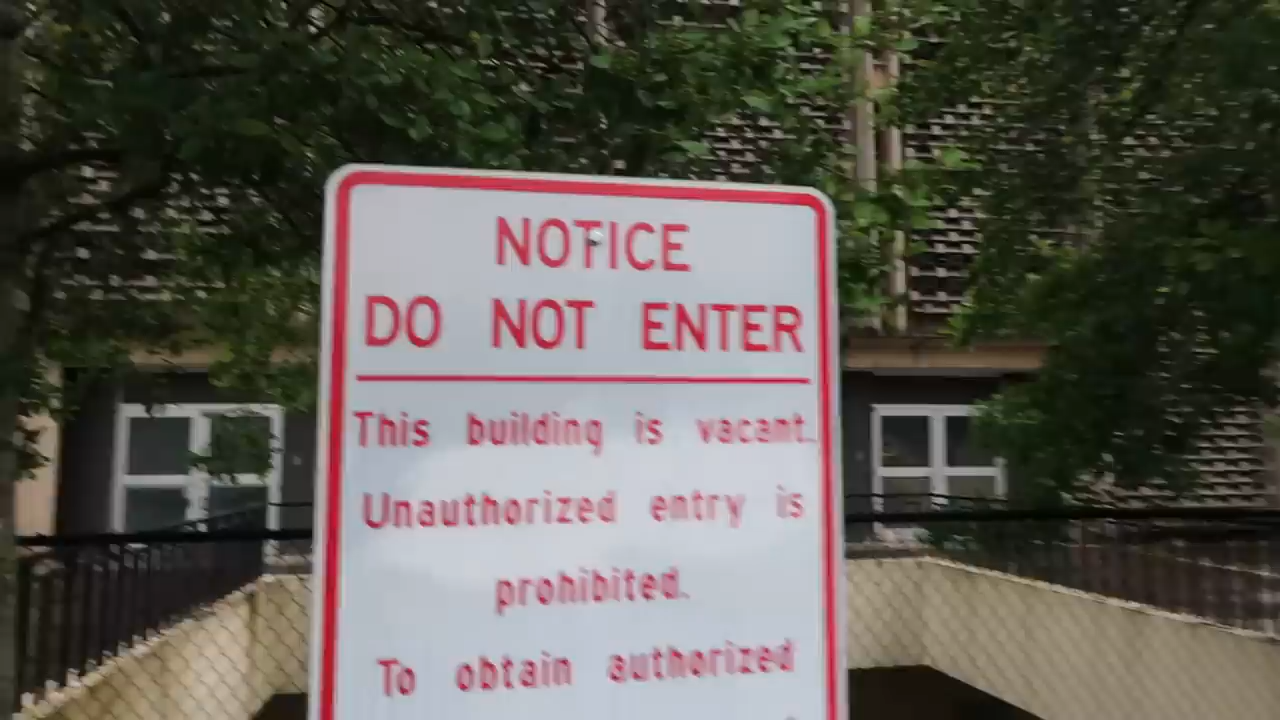 NOTICE
DO NOT ENTER
This building is vacant.
Unauthorized entry is
prohibited.
To obtain authorized